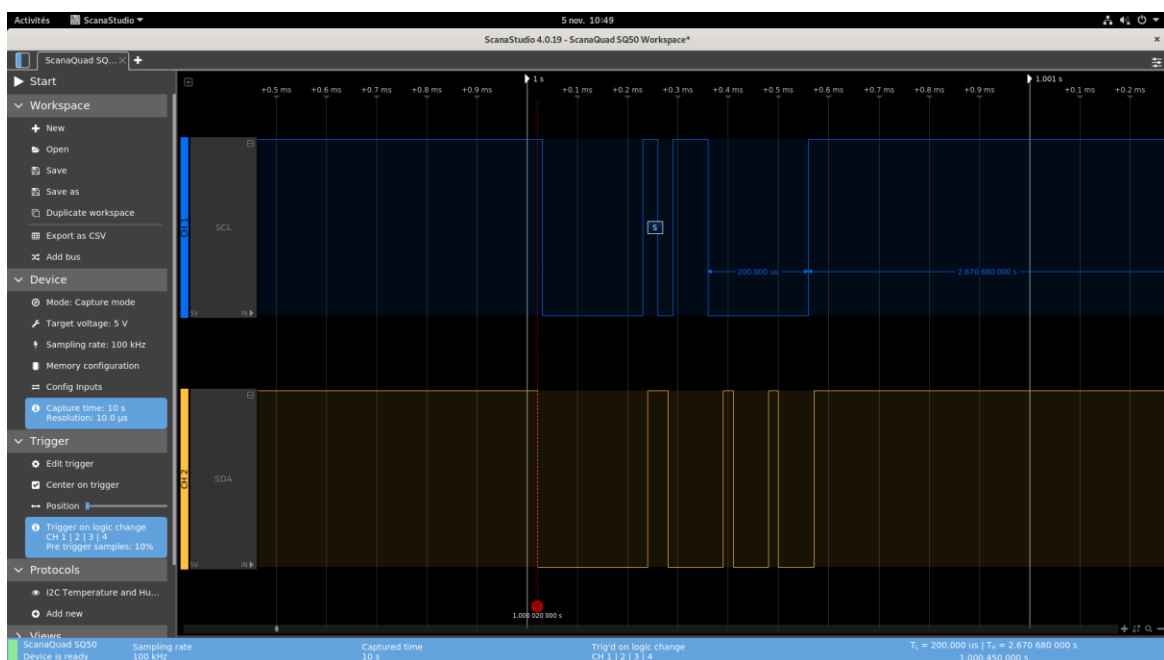 Activités ScanaStudio 5 nov. 10:49
ScanaStudio 4.0.19 - ScanaQuad SQ50 Workspace*
ScanaQuad SQ...
Start
Workspace
New
Open
Save
Save as
Duplicate workspace
Export as CSV
Add bus
Device
Mode: Capture mode
Target voltage: 5 V
Sampling rate: 100 kHz
Memory configuration
Config Inputs
Capture time: 10 s
Resolution: 10.0 µs
Trigger
Edit trigger
Center on trigger
Position
Trigger on logic change
CH 1 | 2 | 3 | 4
Pre trigger samples: 10%
Protocols
I2C Temperature and Hu...
Add new
Views
1 s 1.001 s
+0.5 ms +0.6 ms +0.7 ms +0.8 ms +0.9 ms +0.1 ms +0.2 ms +0.3 ms +0.4 ms +0.5 ms +0.6 ms +0.7 ms +0.8 ms +0.9 ms +0.1 ms +0.2 ms
CH 1
SCL
S
200.000 us 2.670 680 000 s
5V IN
CH 2
SDA
5V IN
T
1.000 020 000 s
ScanaQuad SQ50 Sampling rate Captured time Trig'd on logic change T_L = 200.000 us | T_H = 2.670 680 000 s
Device is ready 100 kHz 10 s CH 1 | 2 | 3 | 4 1.000 450 000 s